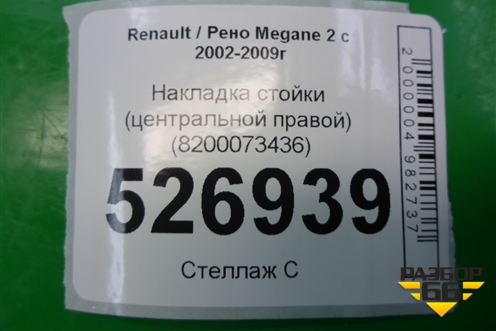 Renault / Рено Megane 2 с
2002-2009г
Накладка стойки
(центральной правой)
(8200073436)
526939
Стеллаж С
2000004982737
РАЗБОР
66